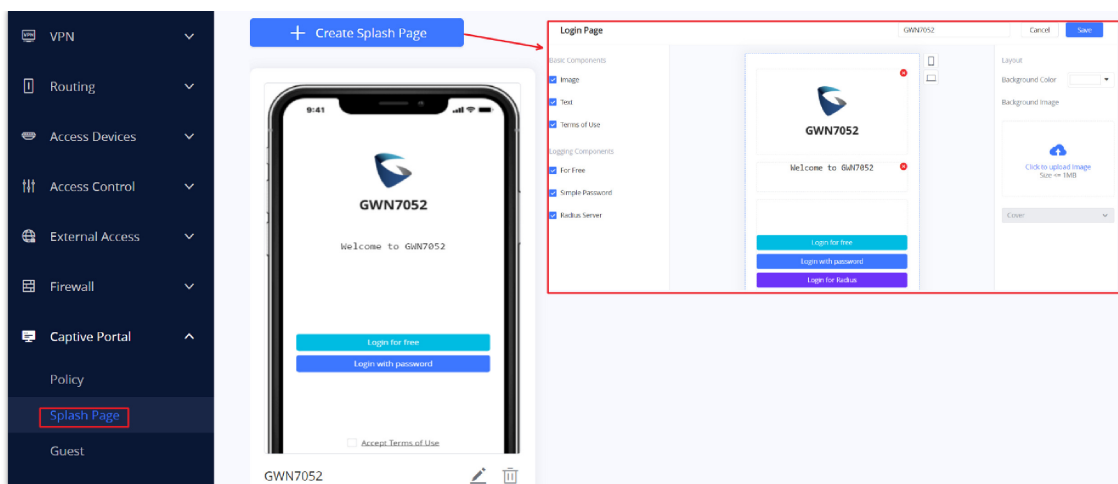 VPN
Routing
Access Devices
Access Control
External Access
Firewall
Captive Portal
Policy
Splash Page
Guest
+ Create Splash Page
9:41
GWN7052
Welcome to GWN7052
Login for free
Login with password
Accept Terms of Use
GWN7052
Login Page
GWN7052
Cancel
Save
Basic Components
Image
Text
Terms of Use
Logging Components
For Free
Simple Password
Radius Server
GWN7052
Welcome to GWN7052
Login for free
Login with password
Login for Radius
Layout
Background Color
Background Image
Click to upload Image
Size <= 1MB
Cover